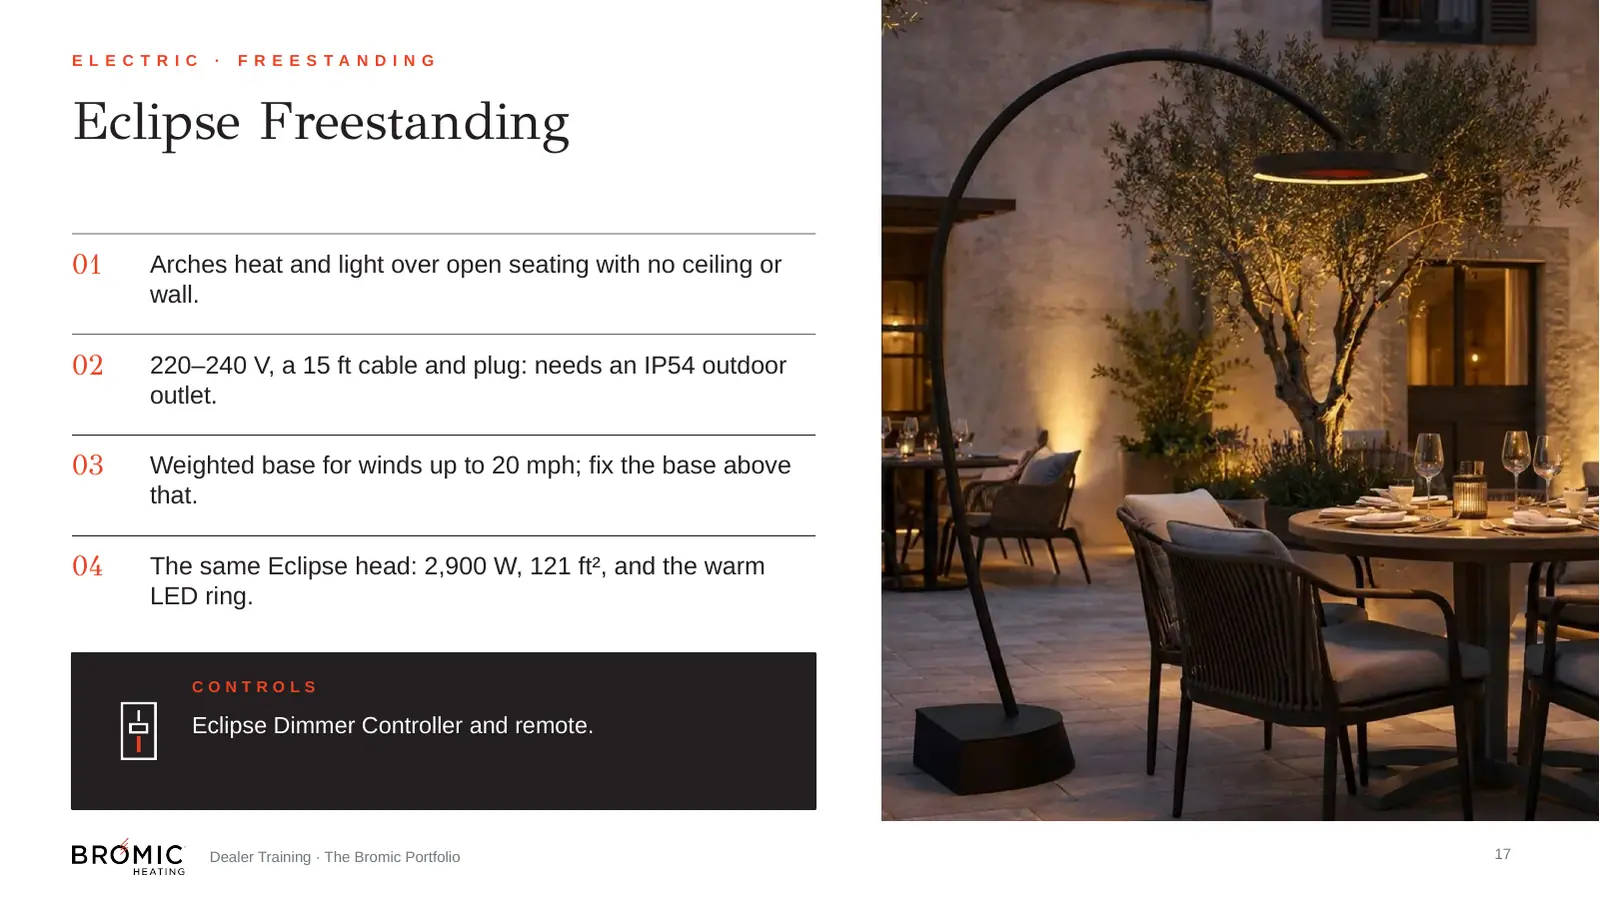 ELECTRIC · FREESTANDING
Eclipse Freestanding
01 Arches heat and light over open seating with no ceiling or
wall.
02 220–240 V, a 15 ft cable and plug: needs an IP54 outdoor
outlet.
03 Weighted base for winds up to 20 mph; fix the base above
that.
04 The same Eclipse head: 2,900 W, 121 ft², and the warm
LED ring.
CONTROLS
Eclipse Dimmer Controller and remote.
BROMIC
HEATING
Dealer Training · The Bromic Portfolio
17